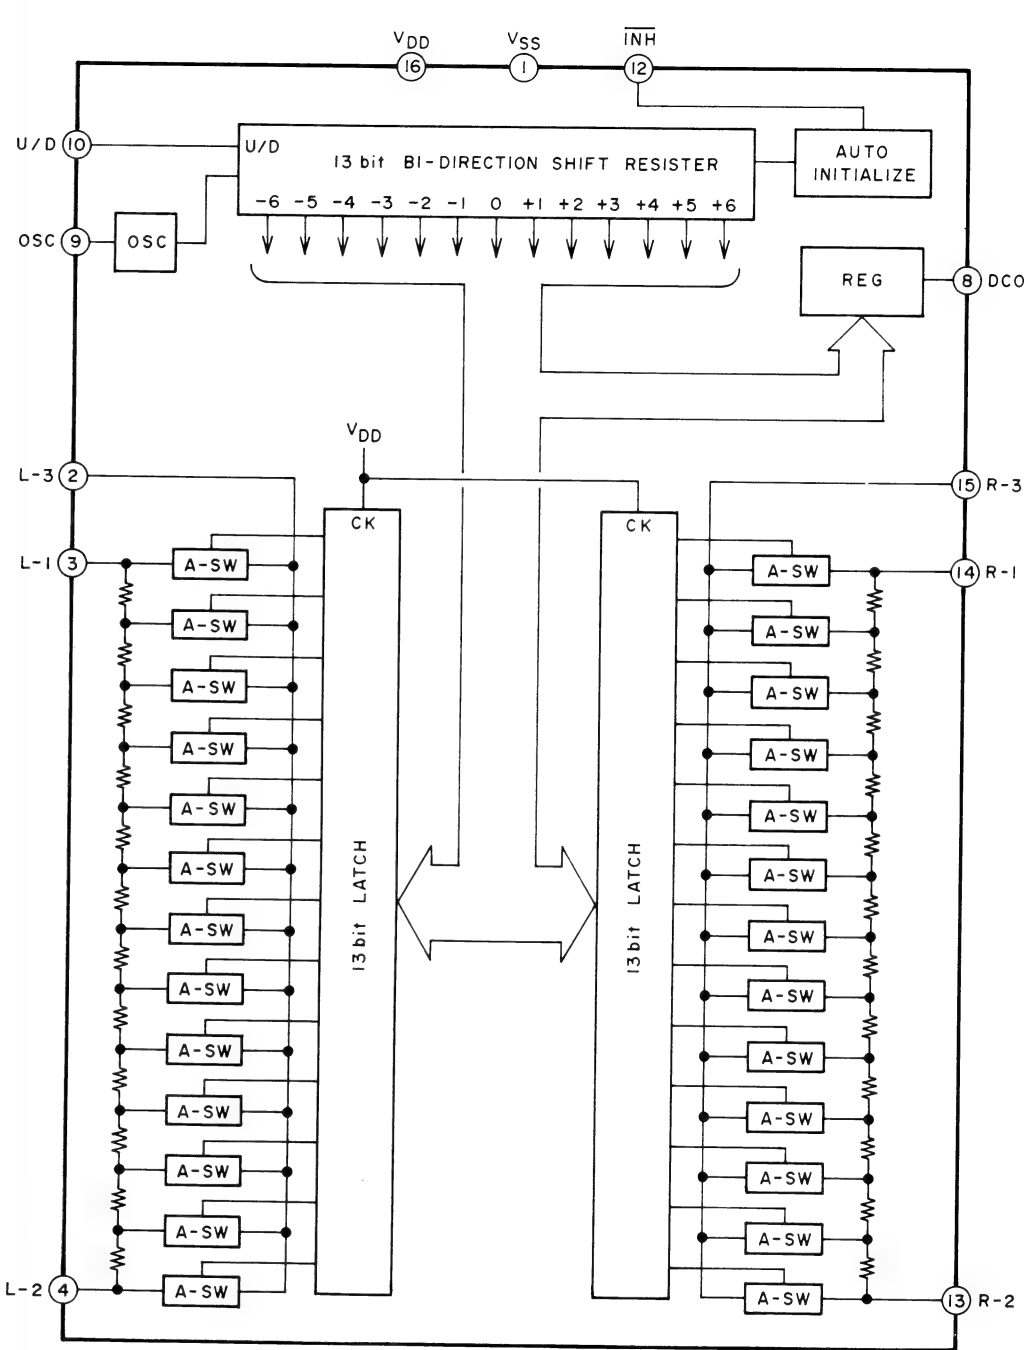 VDD VSS INH
16 1 12
U/D 10 U/D 13 bit BI-DIRECTION SHIFT RESISTER AUTO
INITIALIZE
-6 -5 -4 -3 -2 -1 0 +1 +2 +3 +4 +5 +6
OSC 9 OSC
REG 8 DCO
VDD
L-3 2 15 R-3
CK CK
L-1 3 A-SW A-SW 14 R-1
A-SW A-SW
A-SW A-SW
A-SW A-SW
A-SW A-SW
A-SW A-SW
13 bit LATCH 13 bit LATCH
A-SW A-SW
A-SW A-SW
A-SW A-SW
A-SW A-SW
A-SW A-SW
A-SW A-SW
L-2 4 A-SW A-SW 13 R-2